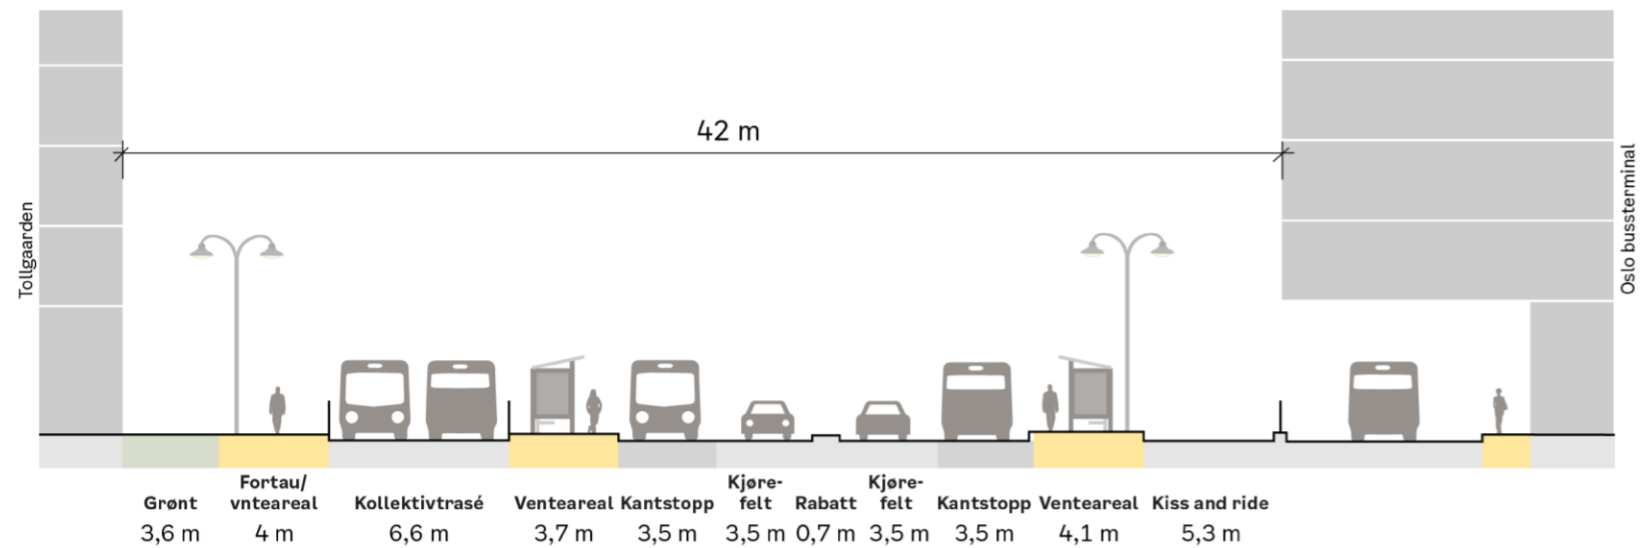 42 m
Tollgaarden
Oslo bussterminal
Grønt
3,6 m
Fortau/
vnteareal
4 m
Kollektivtrasé
6,6 m
Venteareal
3,7 m
Kantstopp
3,5 m
Kjøre-
felt
3,5 m
Rabatt
0,7 m
Kjøre-
felt
3,5 m
Kantstopp
3,5 m
Venteareal
4,1 m
Kiss and ride
5,3 m